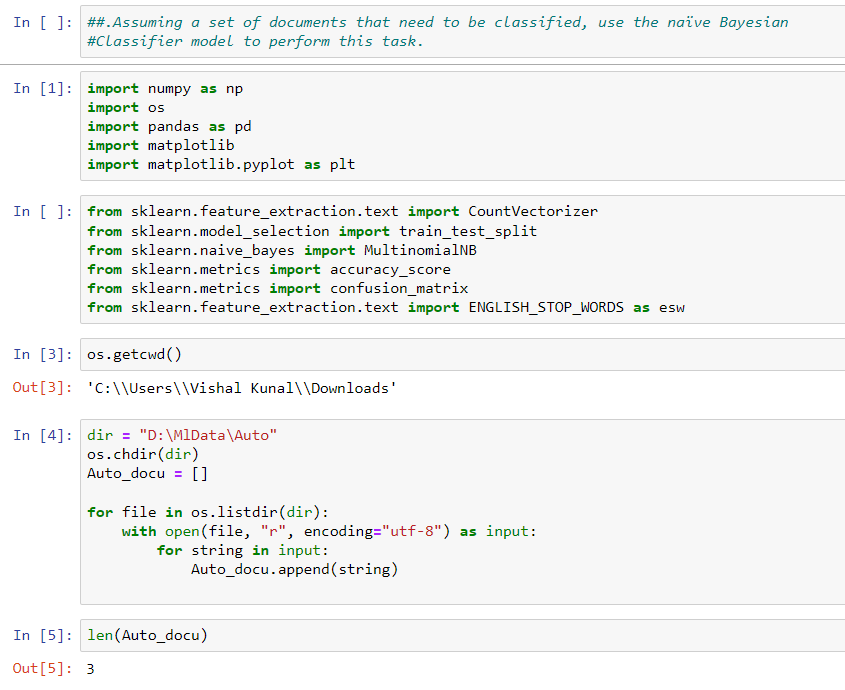 In [ ]: ##.Assuming a set of documents that need to be classified, use the naïve Bayesian
#Classifier model to perform this task.
In [1]: import numpy as np
import os
import pandas as pd
import matplotlib
import matplotlib.pyplot as plt
In [ ]: from sklearn.feature_extraction.text import CountVectorizer
from sklearn.model_selection import train_test_split
from sklearn.naive_bayes import MultinomialNB
from sklearn.metrics import accuracy_score
from sklearn.metrics import confusion_matrix
from sklearn.feature_extraction.text import ENGLISH_STOP_WORDS as esw
In [3]: os.getcwd()
Out[3]: 'C:\\Users\\Vishal Kunal\\Downloads'
In [4]: dir = "D:\MlData\Auto"
os.chdir(dir)
Auto_docu = []
for file in os.listdir(dir):
    with open(file, "r", encoding="utf-8") as input:
        for string in input:
            Auto_docu.append(string)
In [5]: len(Auto_docu)
Out[5]: 3